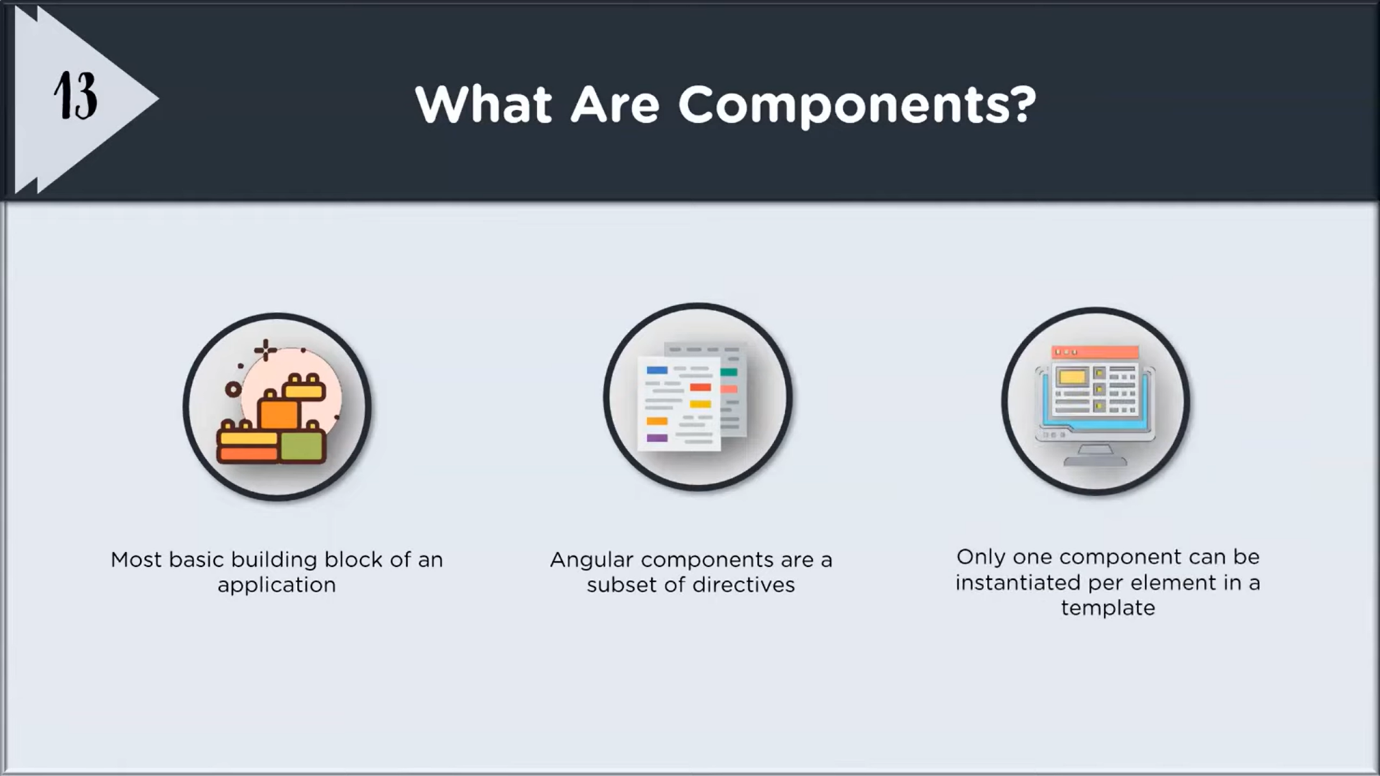 13
What Are Components?
Most basic building block of an
application
Angular components are a
subset of directives
Only one component can be
instantiated per element in a
template